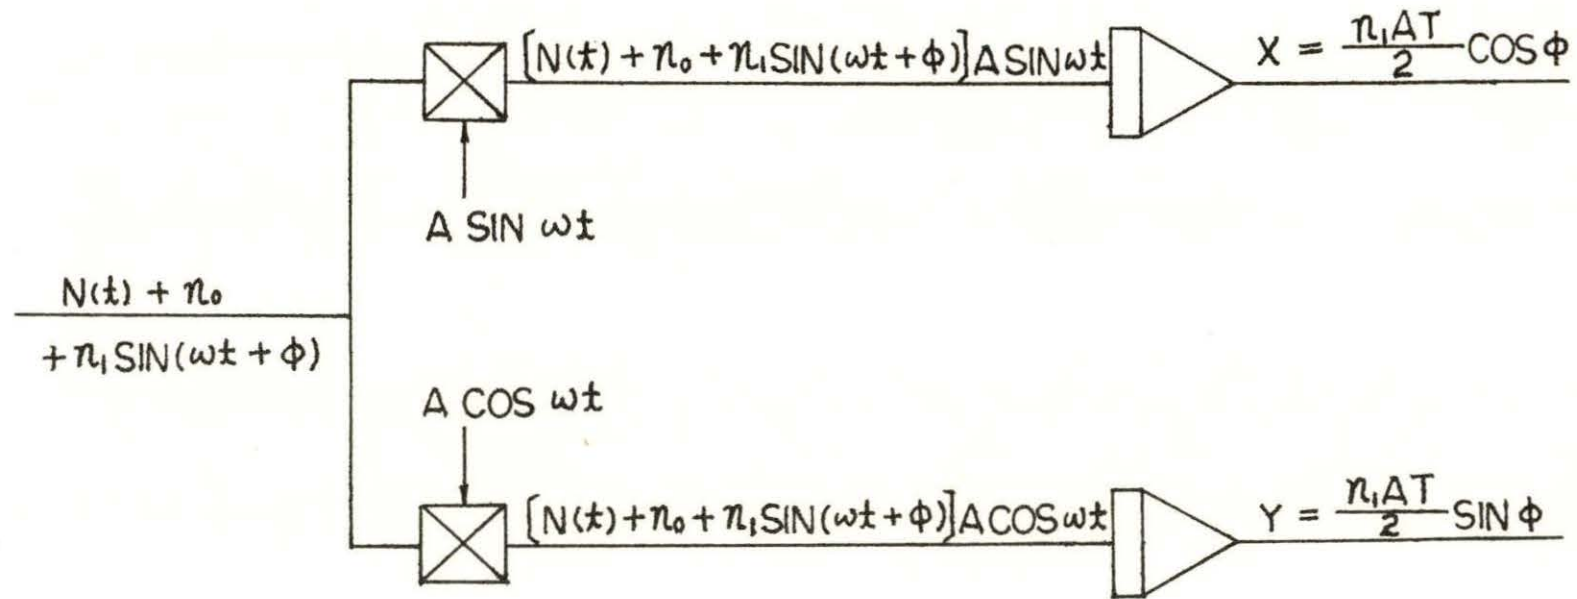 [N(t) + n₀ + n₁SIN(ωt + ϕ)]A SIN ωt
X = n₁AT/2 COS ϕ
A SIN ωt
N(t) + n₀
+ n₁SIN(ωt + ϕ)
A COS ωt
[N(t) + n₀ + n₁SIN(ωt + ϕ)]A COS ωt
Y = n₁AT/2 SIN ϕ